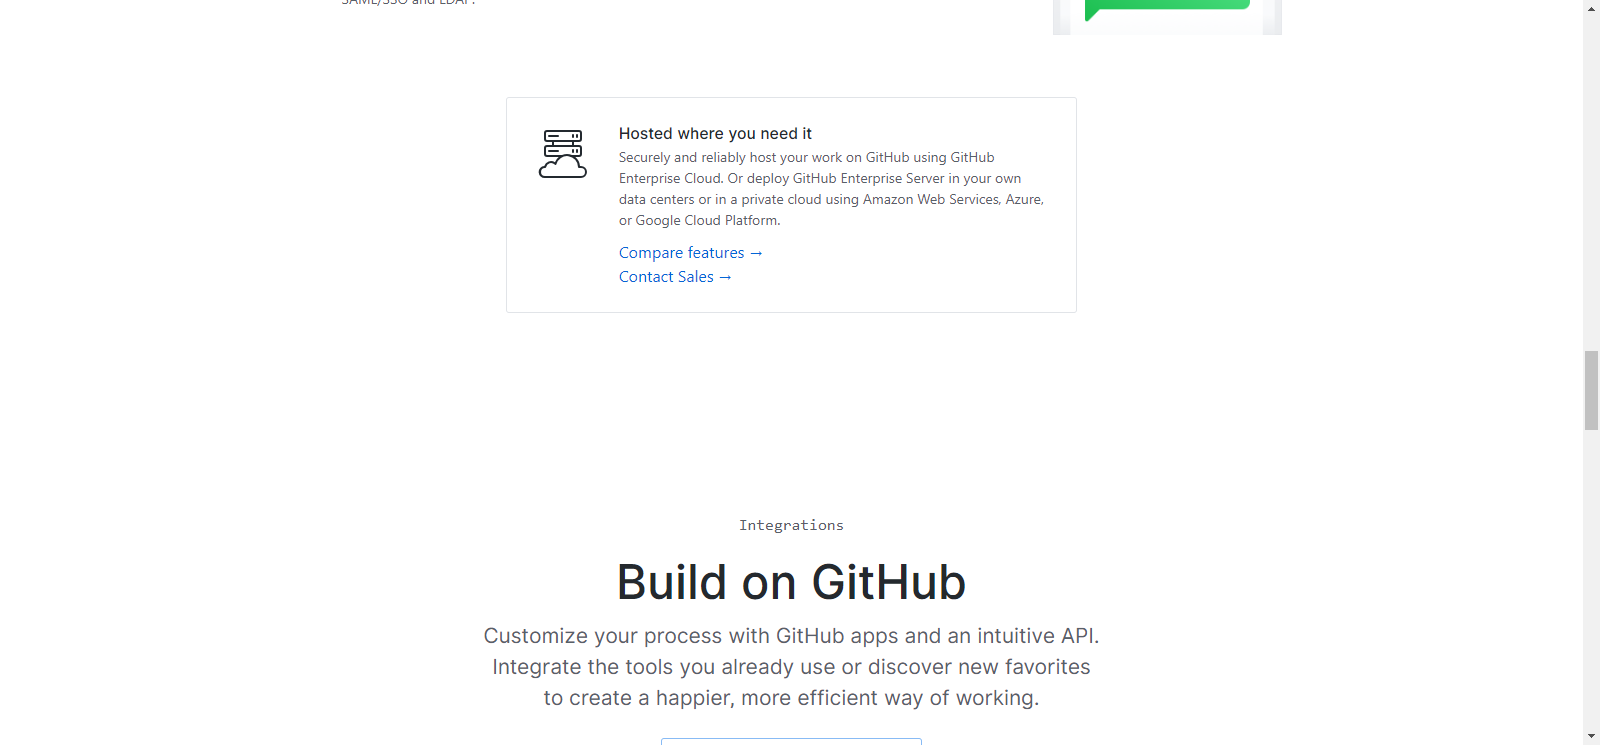 Hosted where you need it
Securely and reliably host your work on GitHub using GitHub
Enterprise Cloud. Or deploy GitHub Enterprise Server in your own
data centers or in a private cloud using Amazon Web Services, Azure,
or Google Cloud Platform.
Compare features →
Contact Sales →
Integrations
Build on GitHub
Customize your process with GitHub apps and an intuitive API.
Integrate the tools you already use or discover new favorites
to create a happier, more efficient way of working.